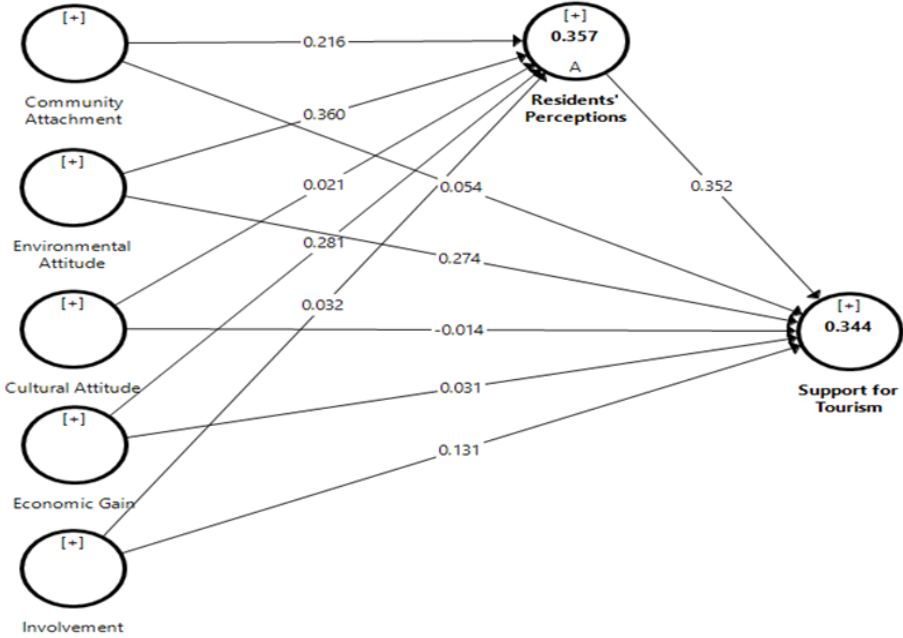 [+]
Community
Attachment
[+]
Environmental
Attitude
[+]
Cultural Attitude
[+]
Economic Gain
[+]
Involvement
0.216
0.360
0.021
0.281
0.032
0.054
0.274
-0.014
0.031
0.131
[+]
0.357
A
Residents'
Perceptions
0.352
[+]
0.344
Support for
Tourism